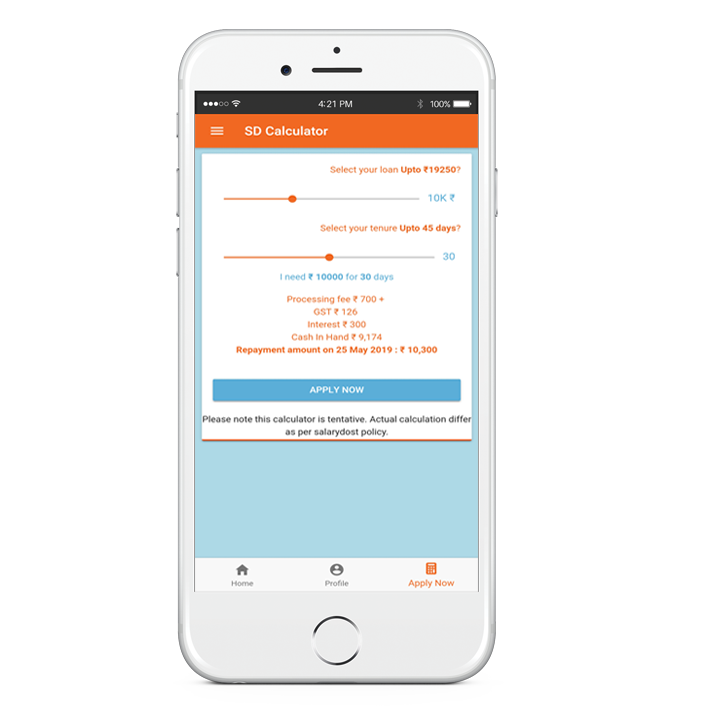 4:21 PM
100%
SD Calculator
Select your loan Upto ₹19250?
10K ₹
Select your tenure Upto 45 days?
30
I need ₹ 10000 for 30 days
Processing fee ₹ 700 +
GST ₹ 126
Interest ₹ 300
Cash In Hand ₹ 9,174
Repayment amount on 25 May 2019 : ₹ 10,300
APPLY NOW
Please note this calculator is tentative. Actual calculation differ
as per salarydost policy.
Home
Profile
Apply Now